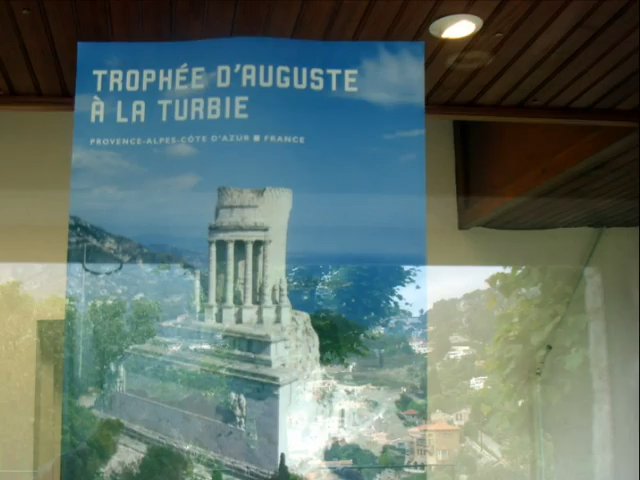 TROPHÉE D'AUGUSTE
À LA TURBIE
PROVENCE-ALPES-CÔTE D'AZUR ■ FRANCE